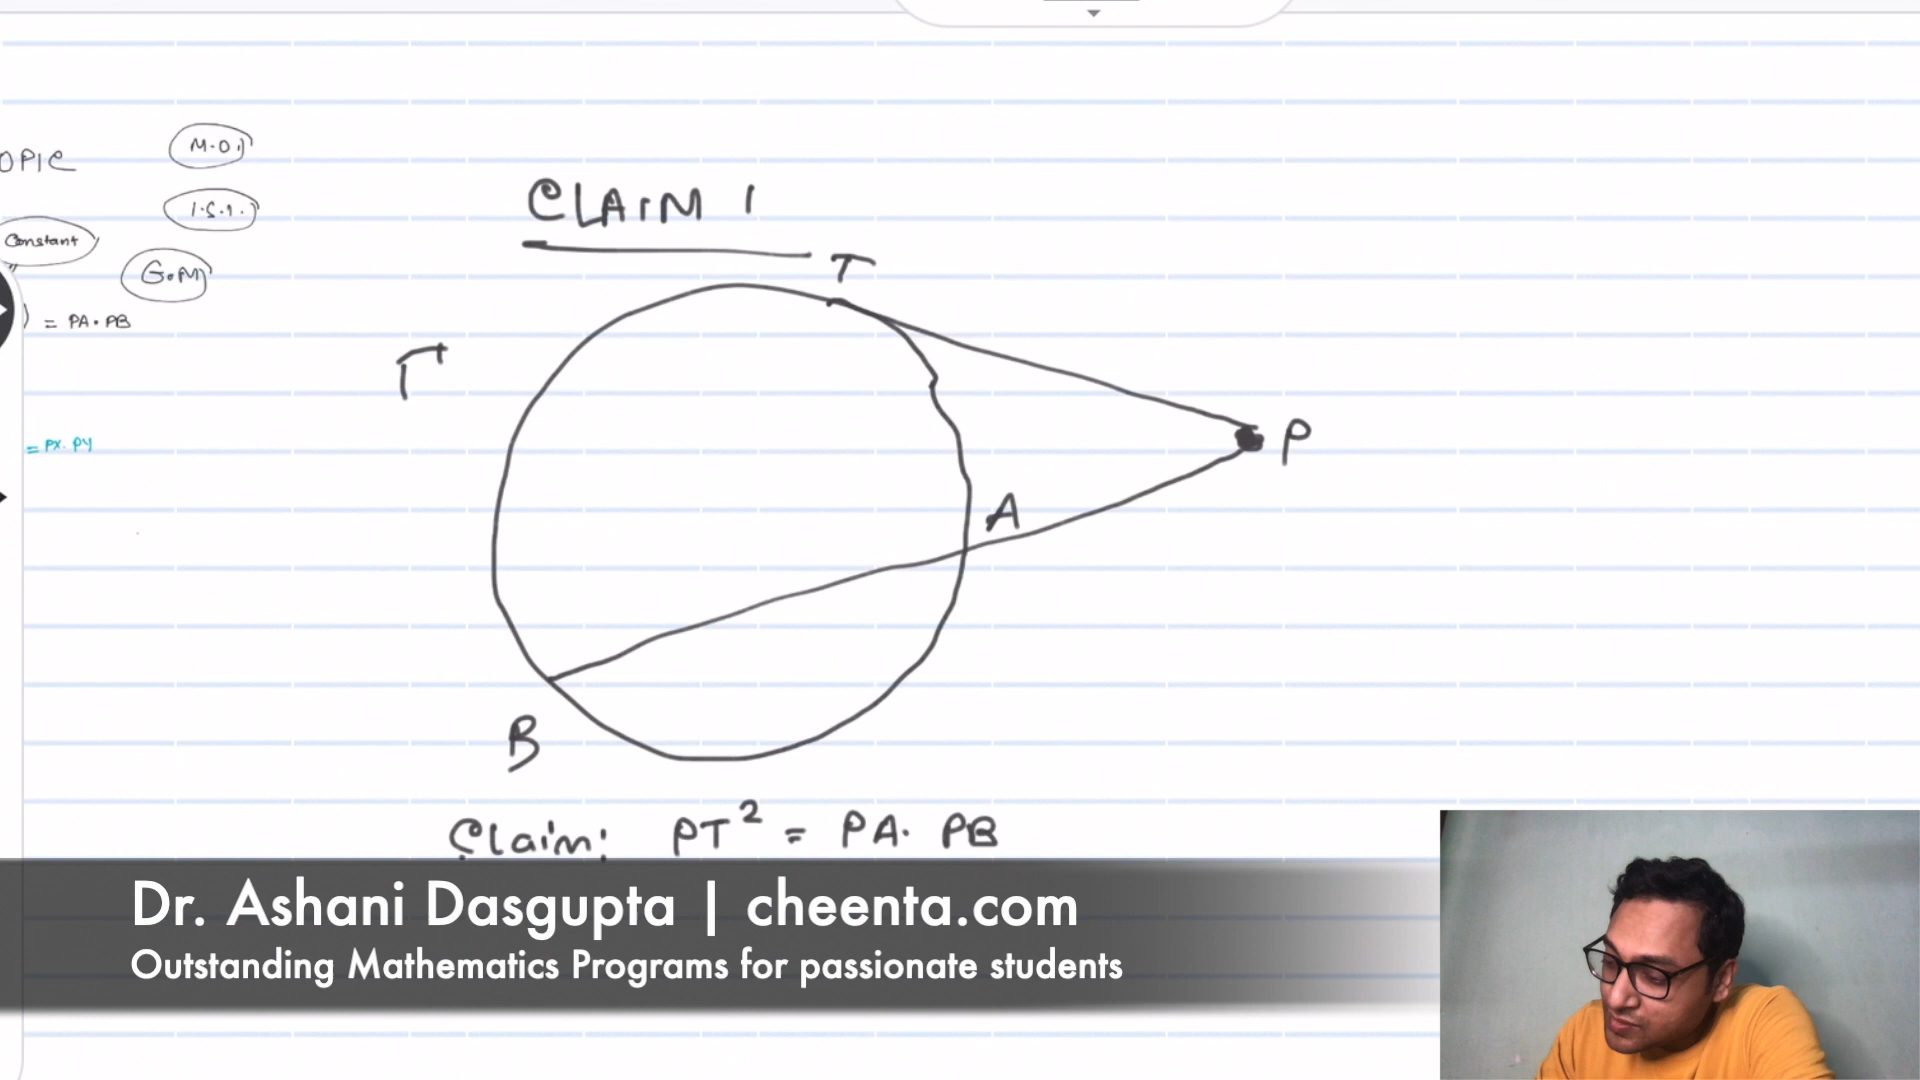 OPIC
M.O.I
I.S.I.
Constant
G.M
) = PA . PB
= PX . PY
CLAIM 1
T
Γ
P
A
B
Claim: PT² = PA . PB
Dr. Ashani Dasgupta | cheenta.com
Outstanding Mathematics Programs for passionate students